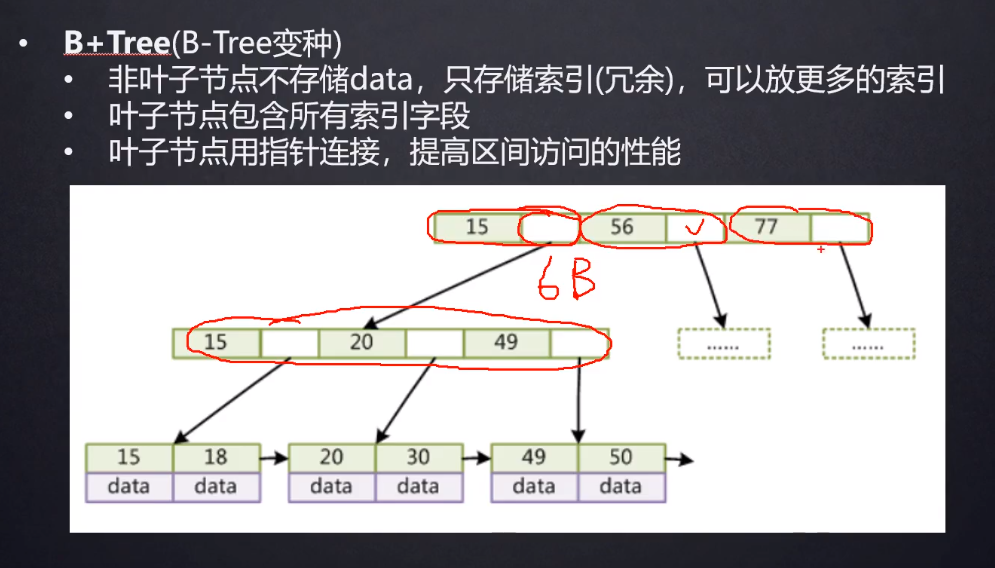 • B+Tree(B-Tree变种)
• 非叶子节点不存储data，只存储索引(冗余)，可以放更多的索引
• 叶子节点包含所有索引字段
• 叶子节点用指针连接，提高区间访问的性能
15 56 77
6B
15 20 49
...... ......
15 18 20 30 49 50
data data data data data data